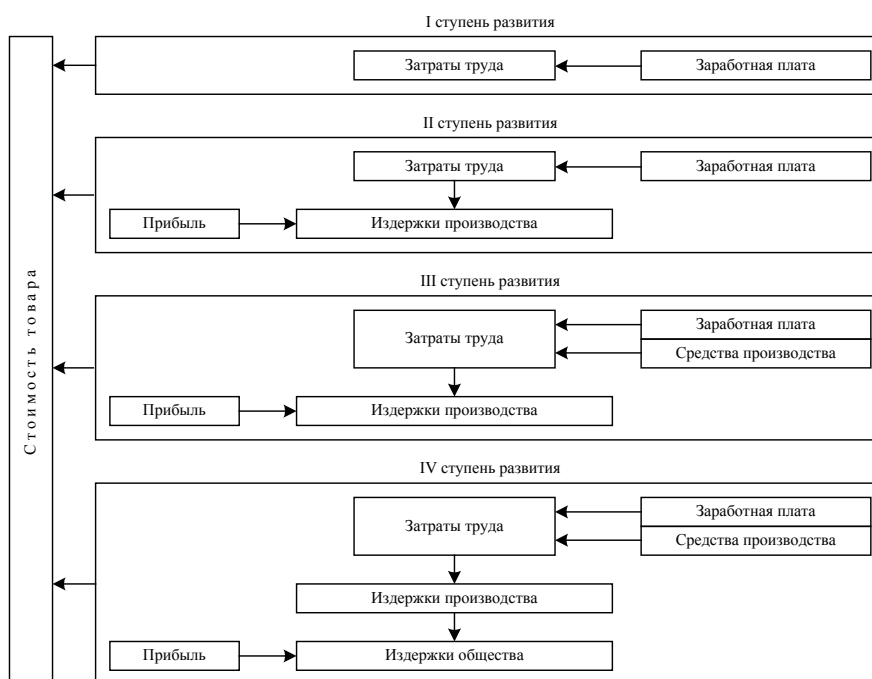 I ступень развития
Затраты труда
Заработная плата
II ступень развития
Затраты труда
Заработная плата
Прибыль
Издержки производства
Стоимость товара
III ступень развития
Затраты труда
Заработная плата
Средства производства
Прибыль
Издержки производства
IV ступень развития
Затраты труда
Заработная плата
Средства производства
Издержки производства
Прибыль
Издержки общества